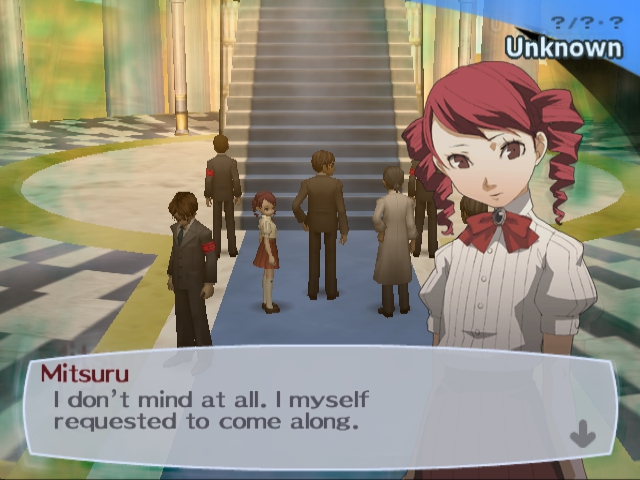 ?/?・?
Unknown
Mitsuru
I don't mind at all. I myself
requested to come along.